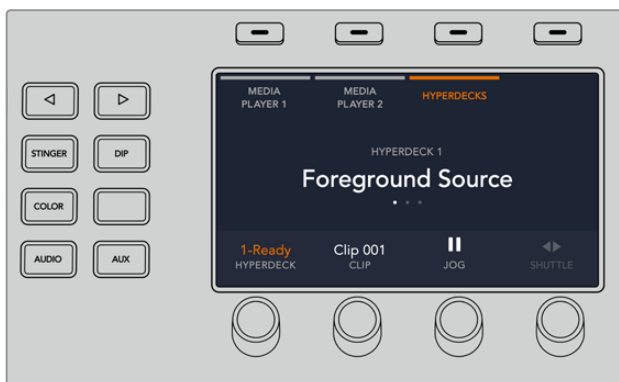 MEDIA
PLAYER 1
MEDIA
PLAYER 2
HYPERDECKS
STINGER
DIP
HYPERDECK 1
Foreground Source
COLOR
AUDIO
AUX
1-Ready
HYPERDECK
Clip 001
CLIP
JOG
SHUTTLE